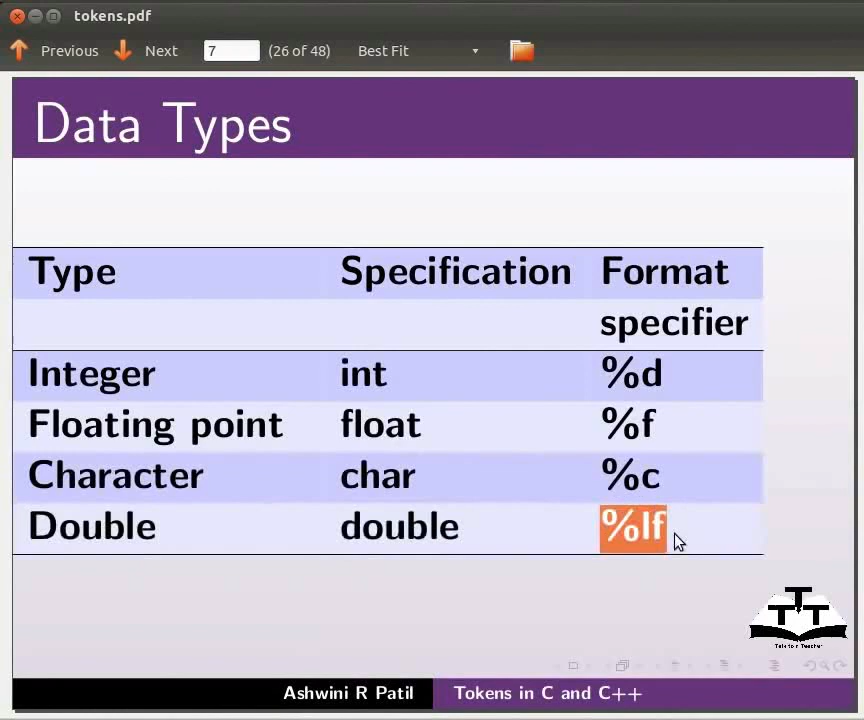 tokens.pdf
Previous Next 7 (26 of 48) Best Fit
Data Types
Type Specification Format
specifier
Integer int %d
Floating point float %f
Character char %c
Double double %lf
T T T
Ashwini R Patil Tokens in C and C++